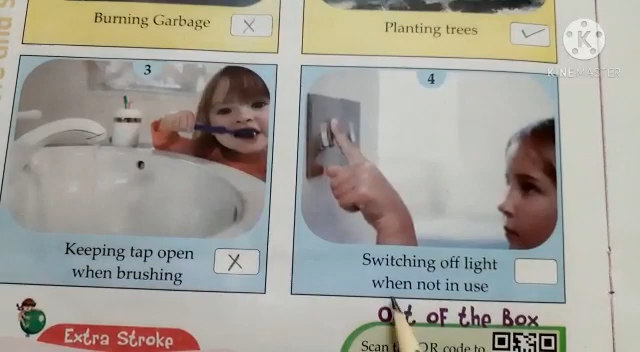 Burning Garbage
X
Planting trees
✓
KINEMASTER
3
4
Keeping tap open
when brushing
X
Switching off light
when not in use
Out of the Box
Extra Stroke
Scan QR code to